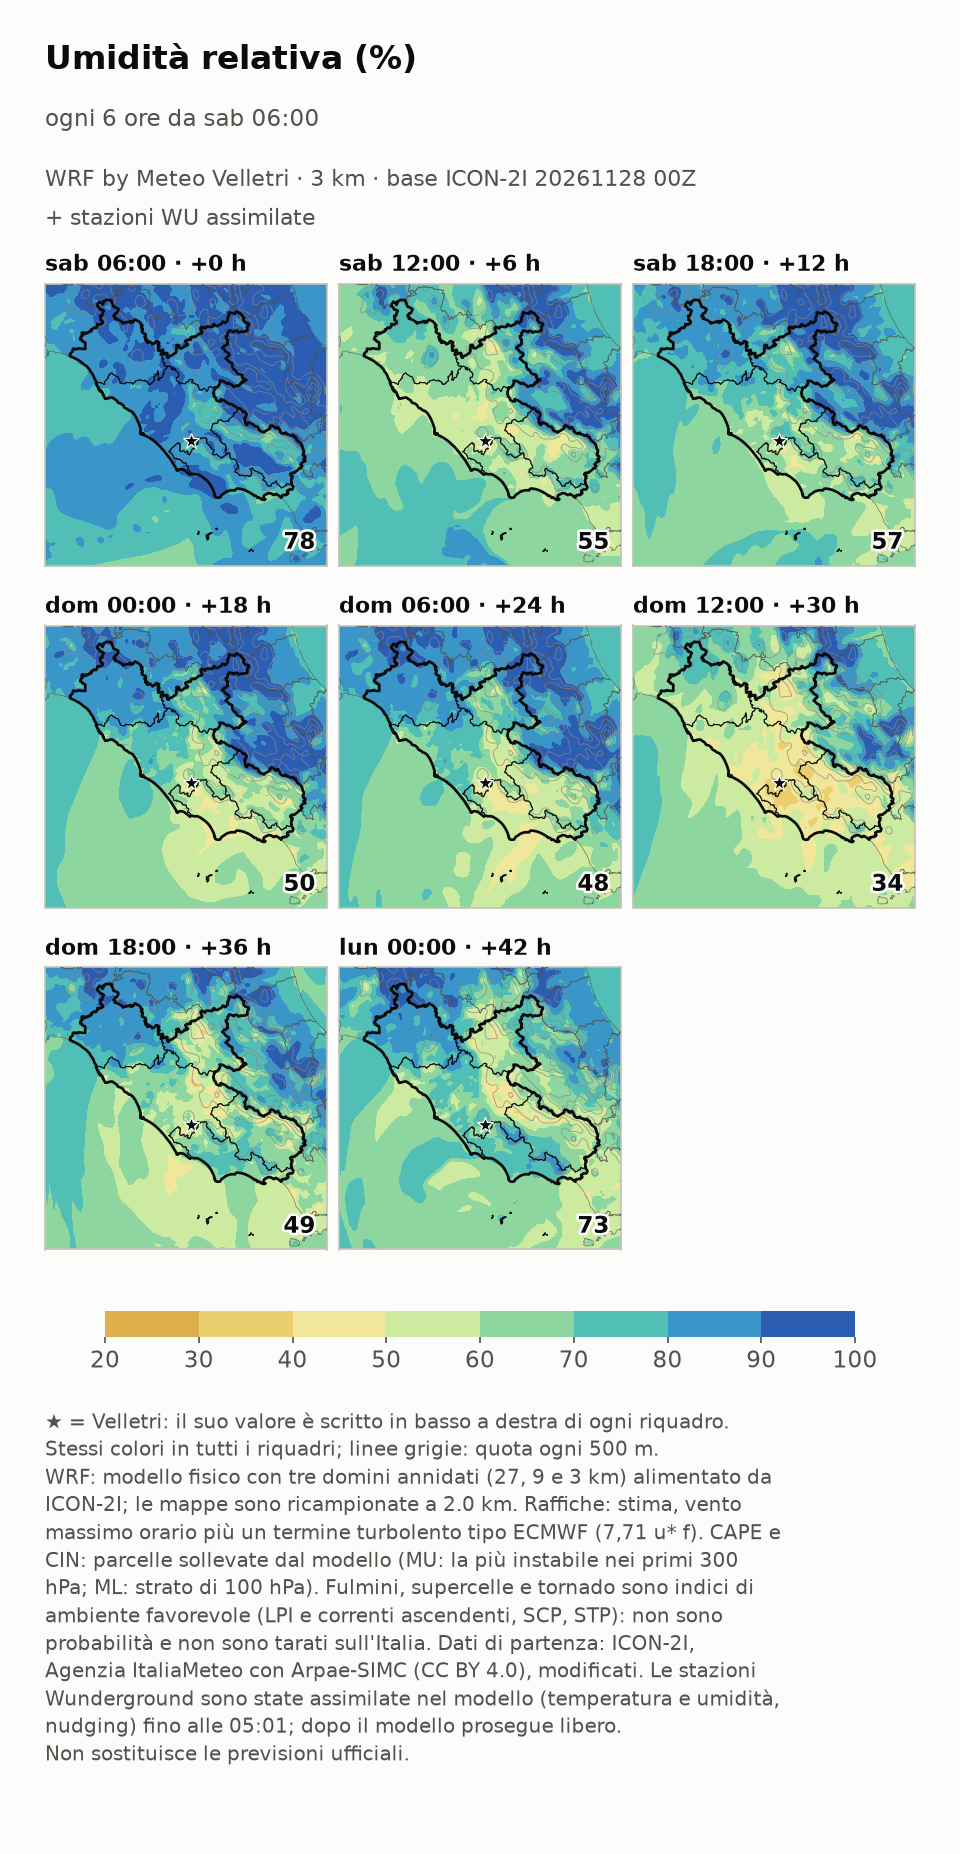 Umidità relativa (%)
ogni 6 ore da sab 06:00
WRF by Meteo Velletri · 3 km · base ICON-2I 20261128 00Z
+ stazioni WU assimilate
sab 06:00 · +0 h
sab 12:00 · +6 h
sab 18:00 · +12 h
78
55
57
dom 00:00 · +18 h
dom 06:00 · +24 h
dom 12:00 · +30 h
50
48
34
dom 18:00 · +36 h
lun 00:00 · +42 h
49
73
20 30 40 50 60 70 80 90 100
★ = Velletri: il suo valore è scritto in basso a destra di ogni riquadro.
Stessi colori in tutti i riquadri; linee grigie: quota ogni 500 m.
WRF: modello fisico con tre domini annidati (27, 9 e 3 km) alimentato da
ICON-2I; le mappe sono ricampionate a 2.0 km. Raffiche: stima, vento
massimo orario più un termine turbolento tipo ECMWF (7,71 u* f). CAPE e
CIN: parcelle sollevate dal modello (MU: la più instabile nei primi 300
hPa; ML: strato di 100 hPa). Fulmini, supercelle e tornado sono indici di
ambiente favorevole (LPI e correnti ascendenti, SCP, STP): non sono
probabilità e non sono tarati sull'Italia. Dati di partenza: ICON-2I,
Agenzia ItaliaMeteo con Arpae-SIMC (CC BY 4.0), modificati. Le stazioni
Wunderground sono state assimilate nel modello (temperatura e umidità,
nudging) fino alle 05:01; dopo il modello prosegue libero.
Non sostituisce le previsioni ufficiali.